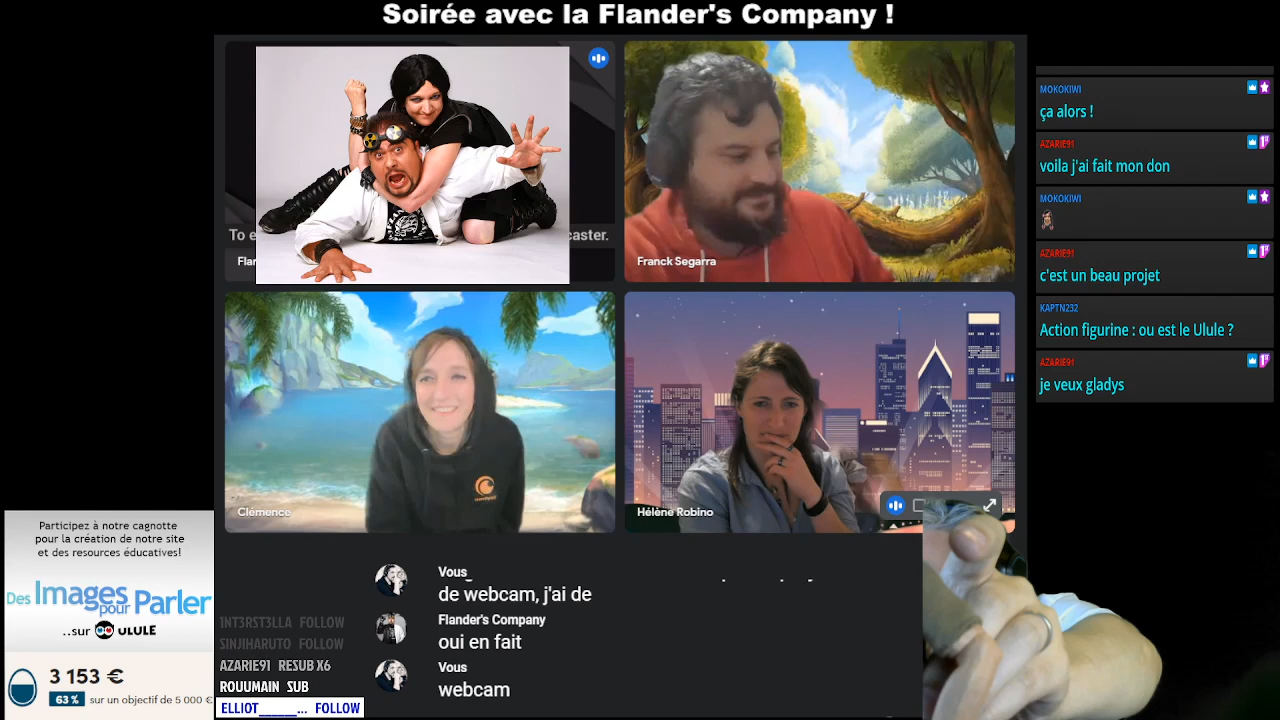 Soirée avec la Flander's Company !
To e
caster.
Flan
Franck Segarra
Clémence
Hélène Robino
MOKOKIWI
ça alors !
AZARIE91
voila j'ai fait mon don
MOKOKIWI
AZARIE91
c'est un beau projet
KAPTN232
Action figurine : ou est le Ulule ?
AZARIE91
je veux gladys
Participez à notre cagnotte
pour la création de notre site
et des resources éducatives!
Des Images pour Parler
..sur ULULE
3 153 €
63 % sur un objectif de 5 000 €
1NT3RST3LLA FOLLOW
SINJIHARUTO FOLLOW
AZARIE91 RESUB X6
ROUUMAIN SUB
ELLIOT______... FOLLOW
Vous
de webcam, j'ai de
Flander's Company
oui en fait
Vous
webcam